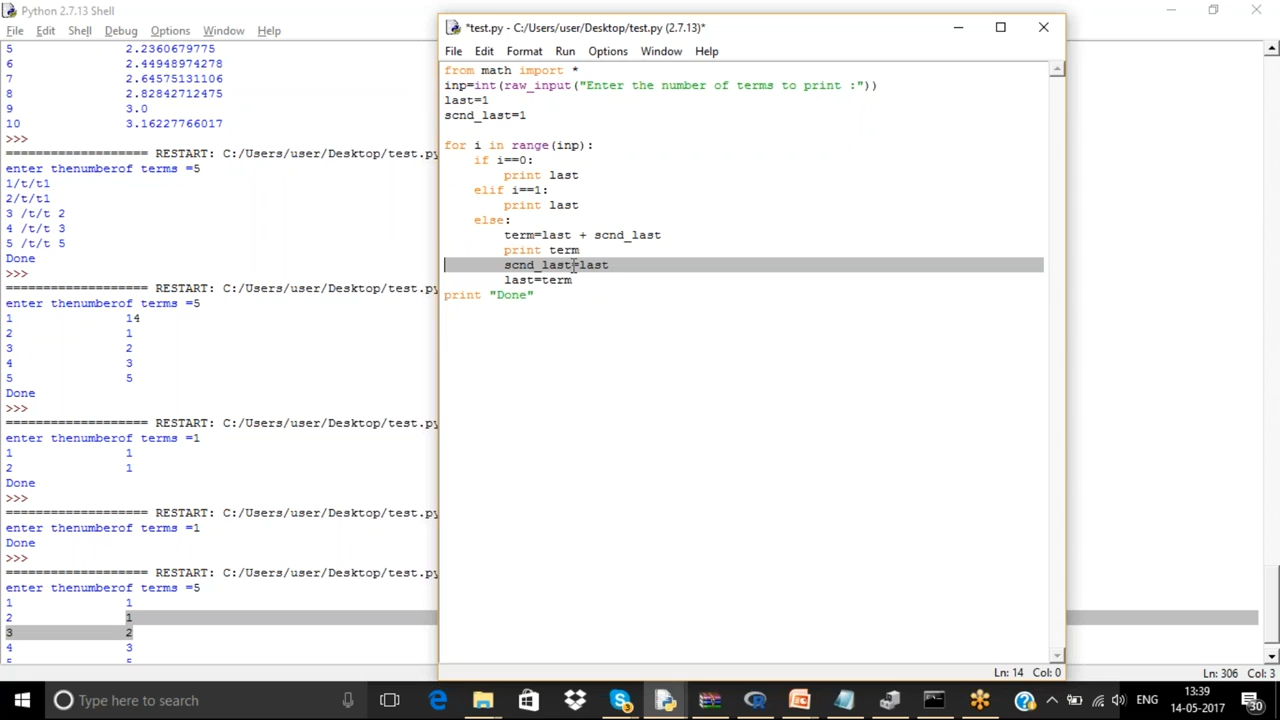 Python 2.7.13 Shell
File Edit Shell Debug Options Window Help
5 2.2360679775
6 2.44948974278
7 2.64575131106
8 2.82842712475
9 3.0
10 3.16227766017
>>>
=================== RESTART: C:/Users/user/Desktop/test.py
enter thenumberof terms =5
1/t/t1
2/t/t1
3 /t/t 2
4 /t/t 3
5 /t/t 5
Done
>>>
=================== RESTART: C:/Users/user/Desktop/test.py
enter thenumberof terms =5
1 14
2 1
3 2
4 3
5 5
Done
>>>
=================== RESTART: C:/Users/user/Desktop/test.py
enter thenumberof terms =1
1 1
2 1
Done
>>>
=================== RESTART: C:/Users/user/Desktop/test.py
enter thenumberof terms =1
Done
>>>
=================== RESTART: C:/Users/user/Desktop/test.py
enter thenumberof terms =5
1 1
2 1
3 2
4 3
5 5
Ln: 306 Col: 3
*test.py - C:/Users/user/Desktop/test.py (2.7.13)*
File Edit Format Run Options Window Help
from math import *
inp=int(raw_input("Enter the number of terms to print :"))
last=1
scnd_last=1
for i in range(inp):
    if i==0:
        print last
    elif i==1:
        print last
    else:
        term=last + scnd_last
        print term
        scnd_last=last
        last=term
print "Done"
Ln: 14 Col: 0
Type here to search
ENG
13:39
14-05-2017
30